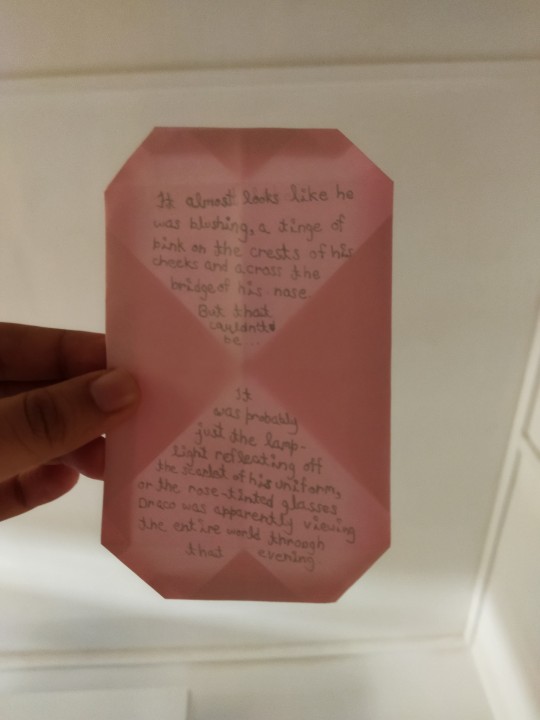 It almost looks like he
was blushing, a tinge of
pink on the crests of his
cheeks and across the
bridge of his nose
But that
couldn't
be...
It
was probably
just the lamp-
light reflecting off
the scarlet of his uniform,
or the rose-tinted glasses
Draco was apparently viewing
the entire world through
that evening